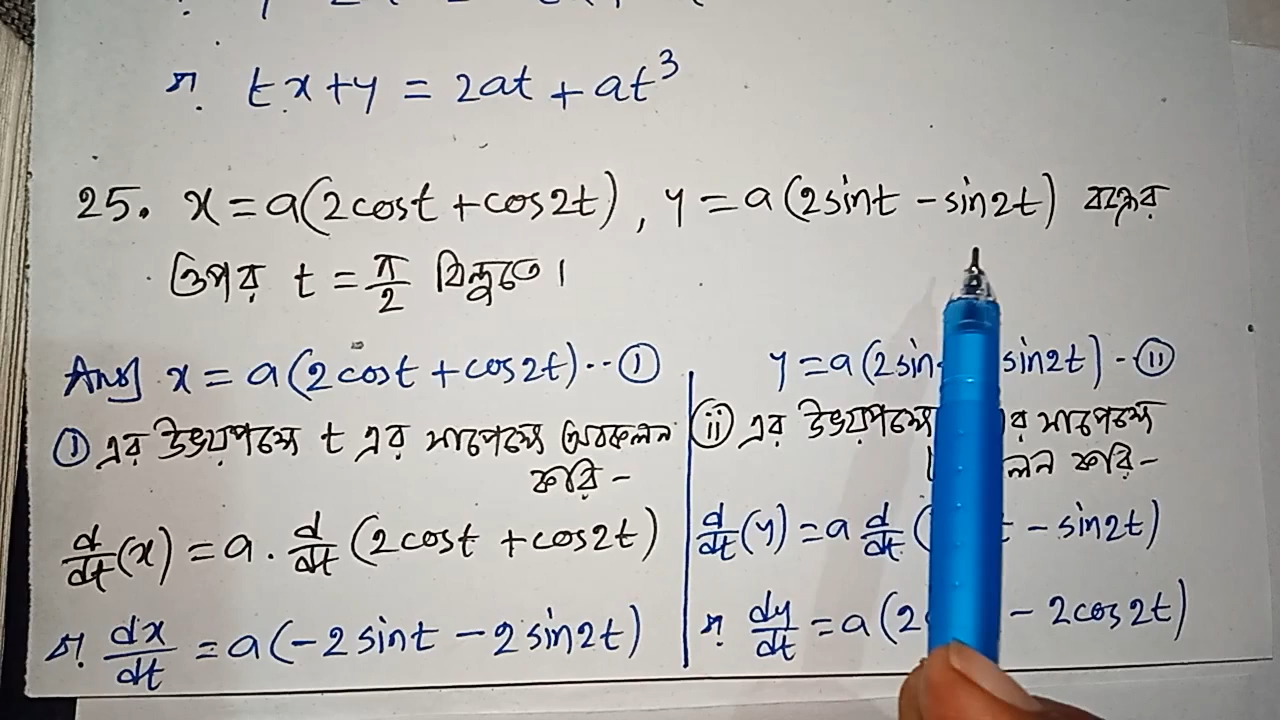 বা. tx+y = 2at + at³
25. x = a(2cost + cos2t), y = a(2sint - sin2t) বক্রের
উপর t = π/2 বিন্দুতে।
Ans] x = a(2cost + cos2t)--- ⓘ
ⓘ এর উভয়পক্ষে t এর সাপেক্ষে অবকলন
করি -
d/dt(x) = a . d/dt (2cost + cos2t)
বা. dx/dt = a(-2sint - 2sin2t)
y = a(2sin sin2t) - ⓘⓘ
ⓘⓘ এর উভয়পক্ষে র সাপেক্ষে
লন করি -
d/dt(y) = a d/dt ( t - sin2t)
বা. dy/dt = a(2 - 2cos2t)